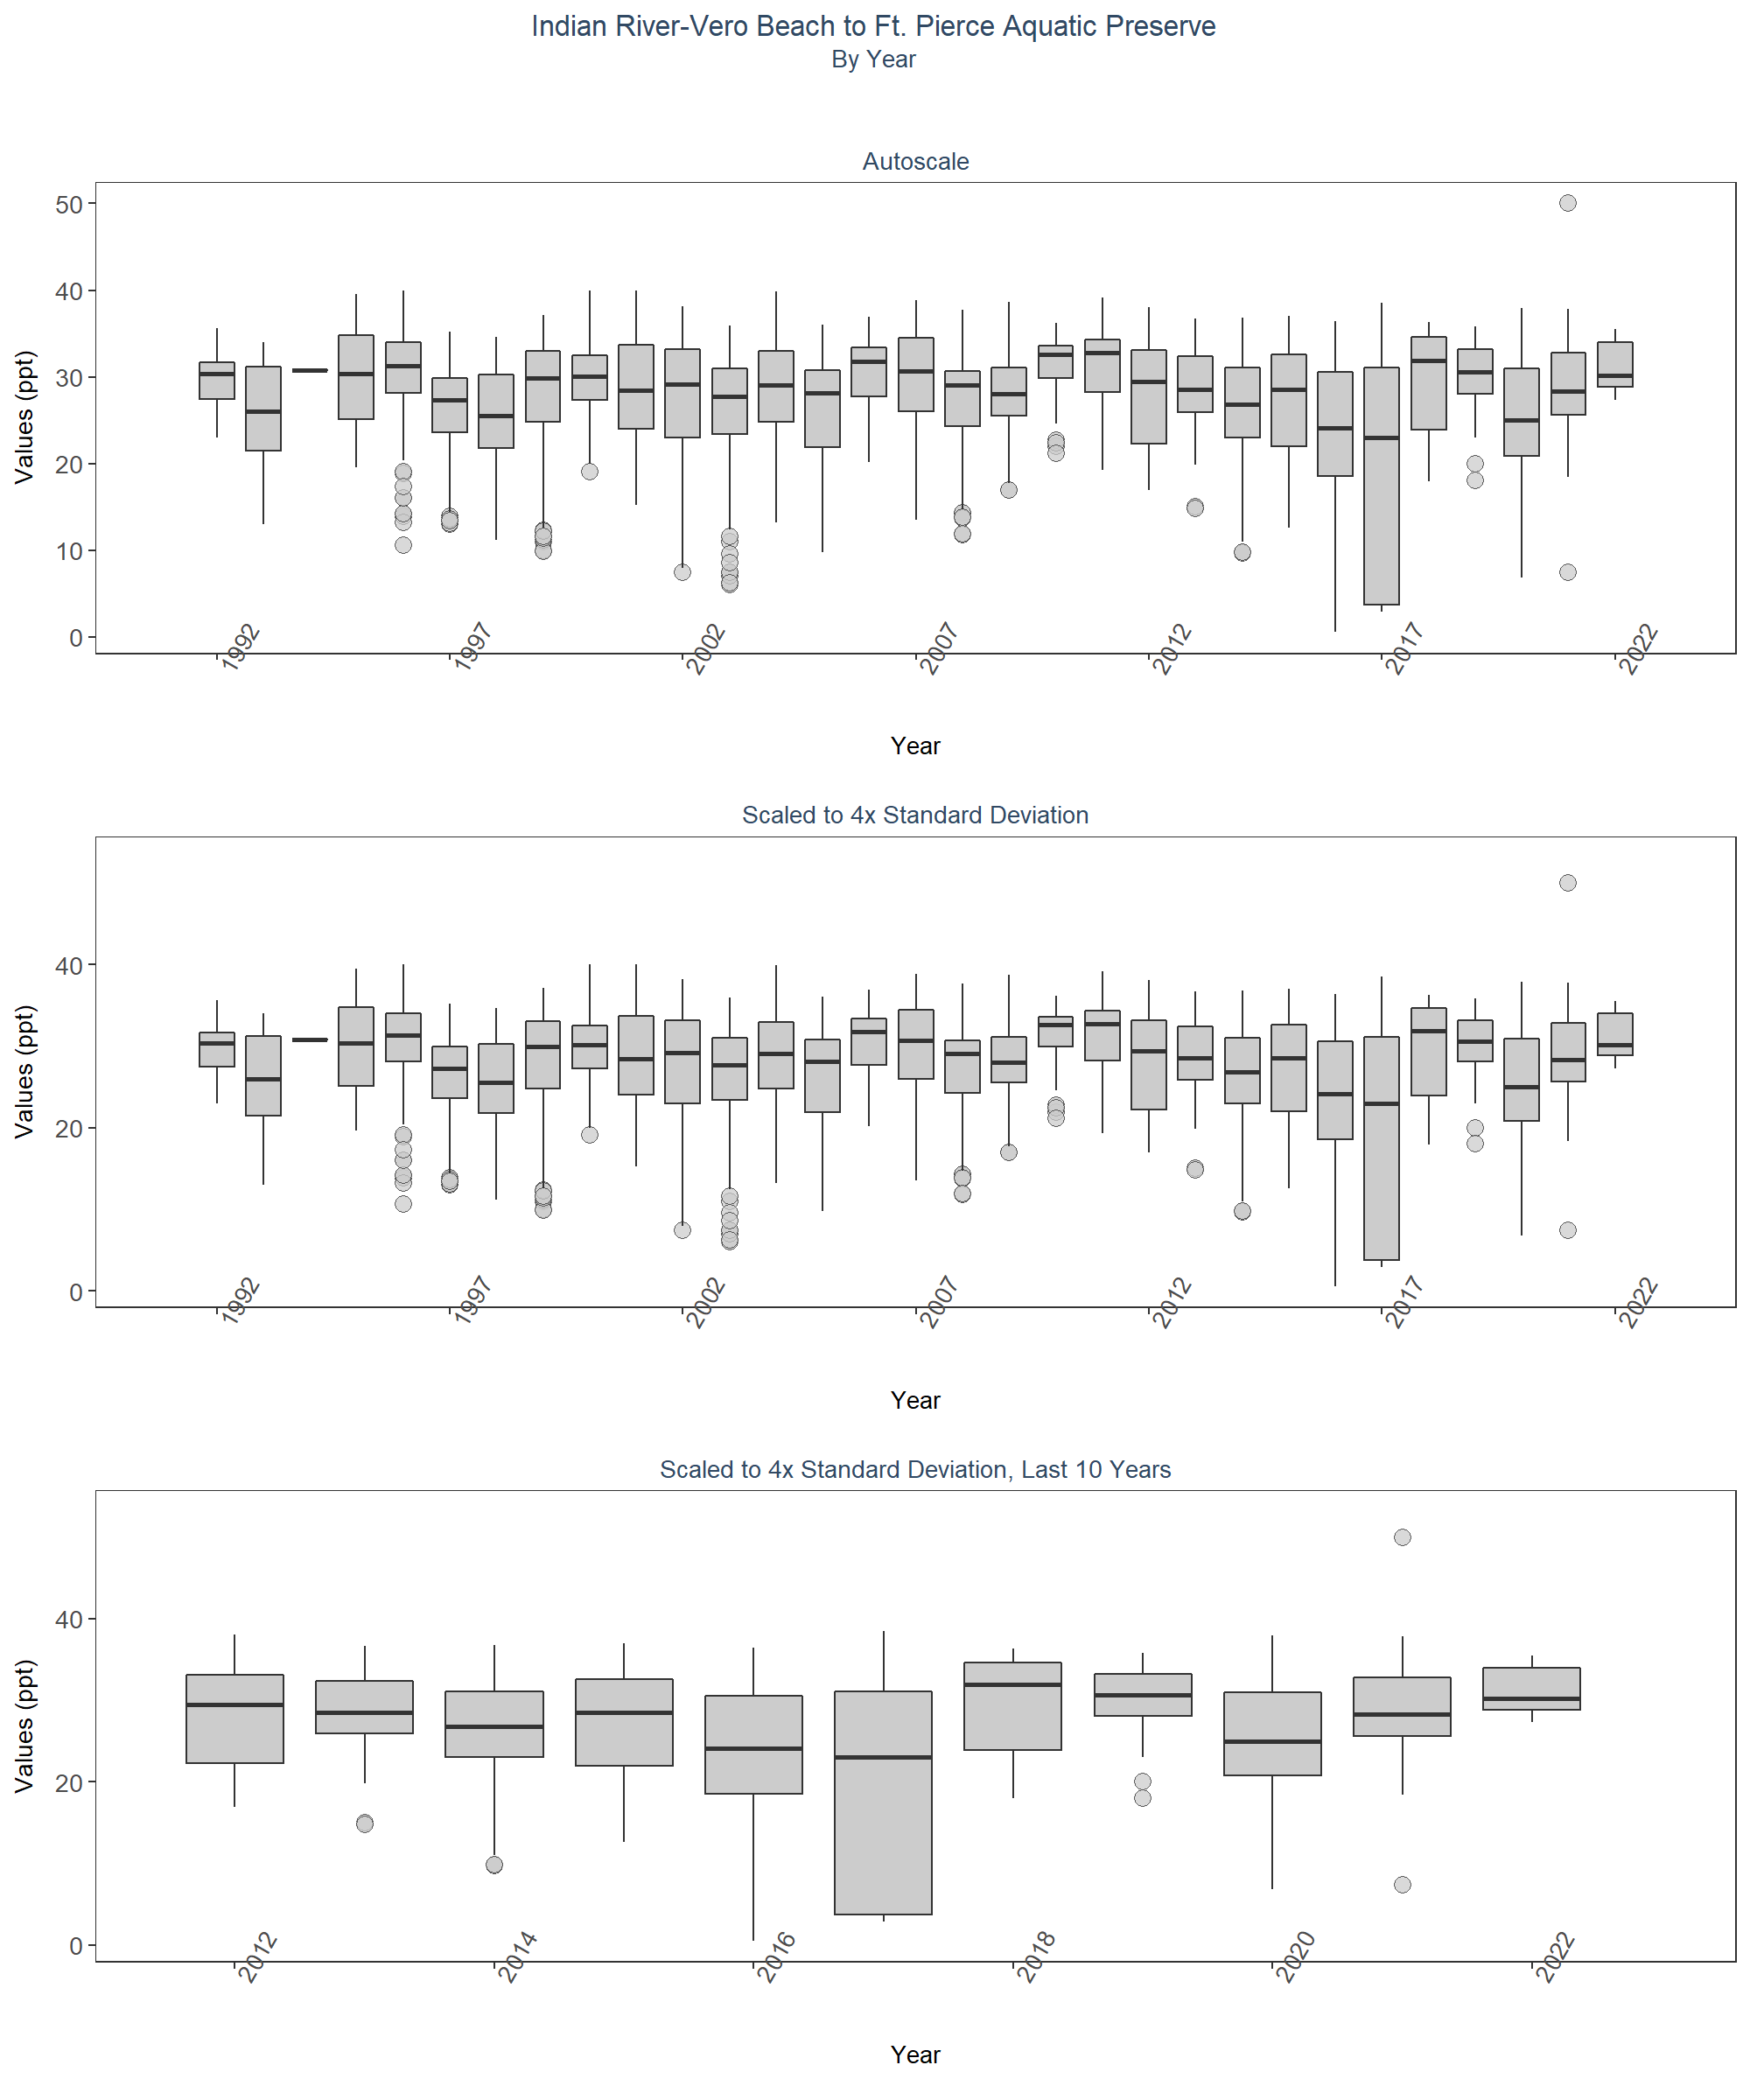 Indian River-Vero Beach to Ft. Pierce Aquatic Preserve
By Year
Autoscale
Values (ppt)
50
40
30
20
10
0
1992
1997
2002
2007
2012
2017
2022
Year
Scaled to 4x Standard Deviation
Values (ppt)
40
20
0
1992
1997
2002
2007
2012
2017
2022
Year
Scaled to 4x Standard Deviation, Last 10 Years
Values (ppt)
40
20
0
2012
2014
2016
2018
2020
2022
Year